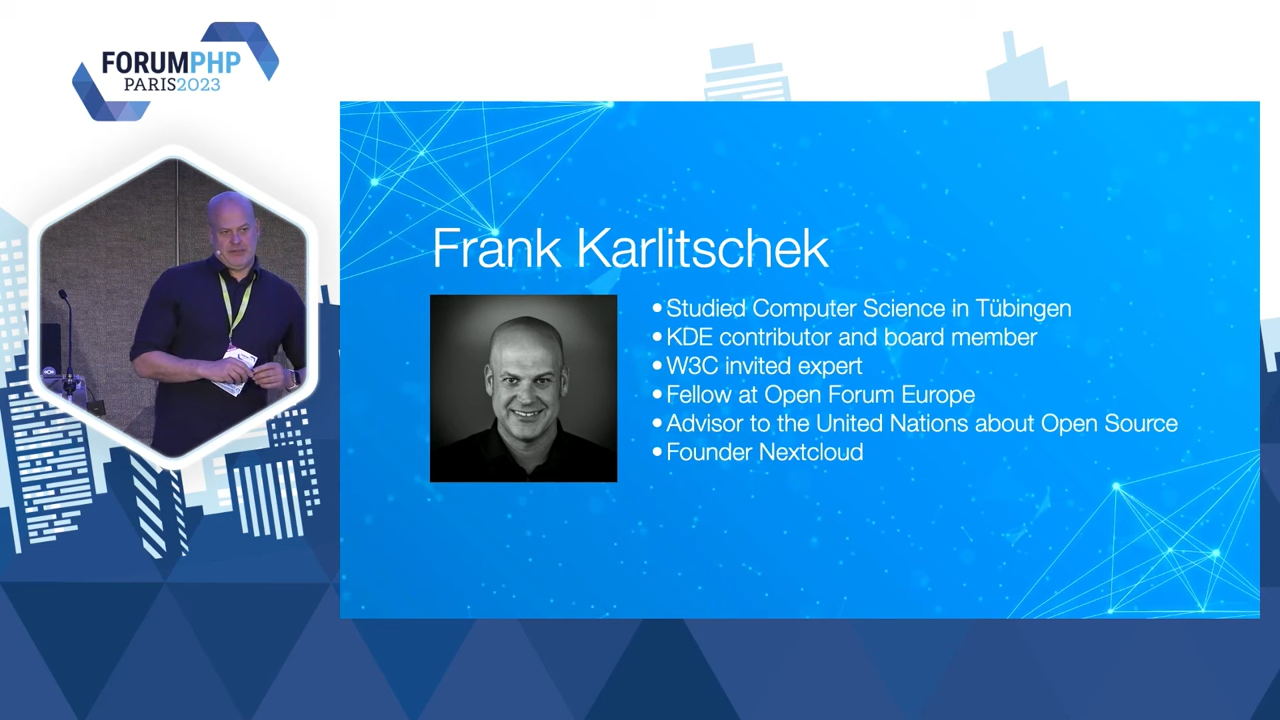 FORUMPHP
PARIS2023
Frank Karlitschek
•Studied Computer Science in Tübingen
•KDE contributor and board member
•W3C invited expert
•Fellow at Open Forum Europe
•Advisor to the United Nations about Open Source
•Founder Nextcloud